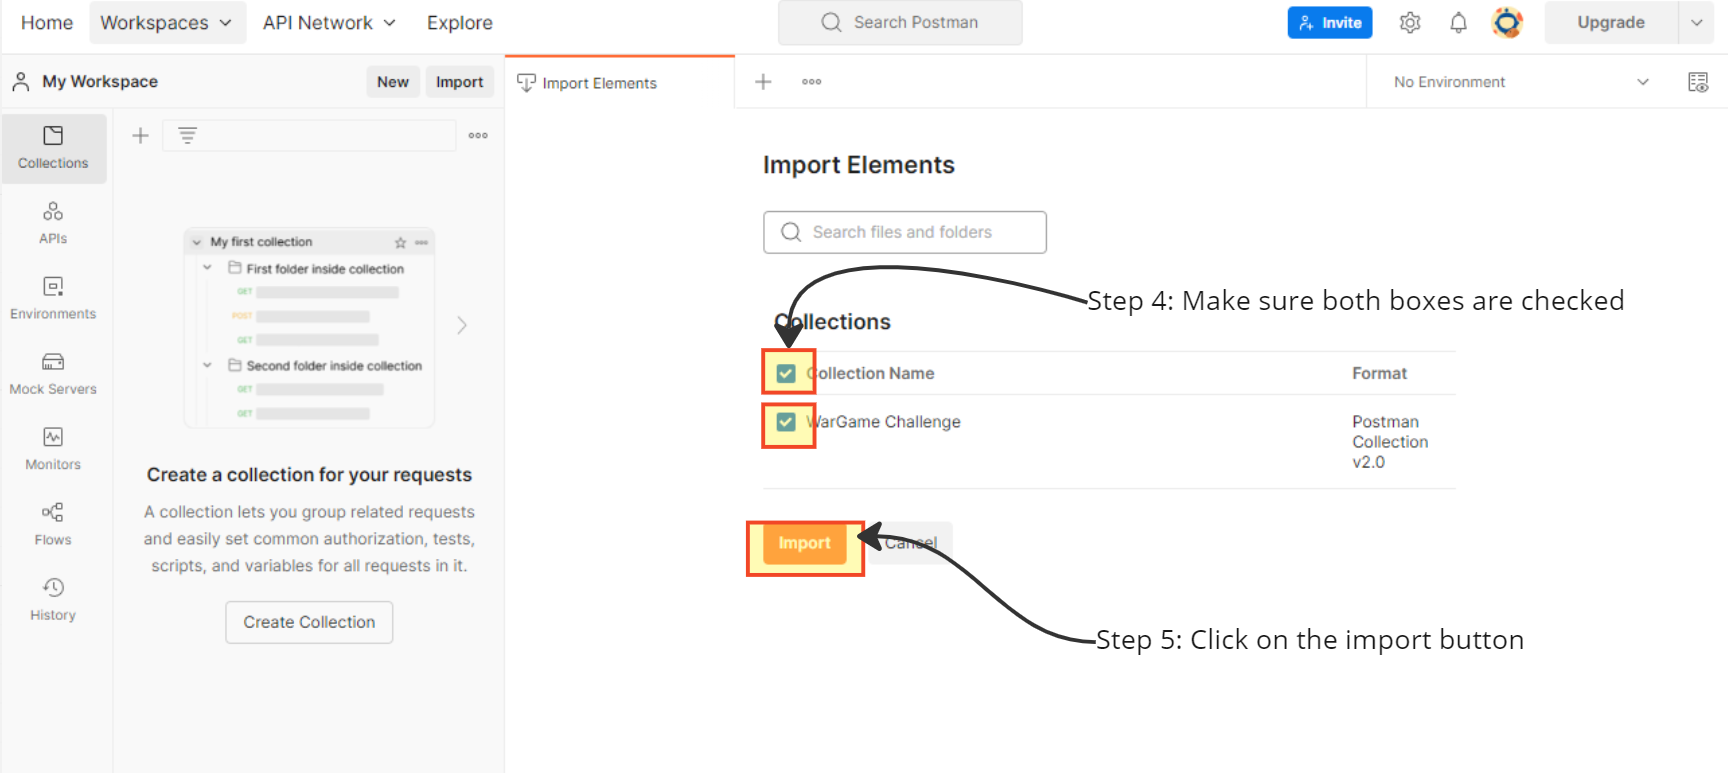 Home Workspaces API Network Explore Search Postman Invite Upgrade
My Workspace New Import Import Elements No Environment
Collections
APIs
Environments
Mock Servers
Monitors
Flows
History
My first collection
First folder inside collection
GET
POST
GET
Second folder inside collection
GET
GET
Create a collection for your requests
A collection lets you group related requests
and easily set common authorization, tests,
scripts, and variables for all requests in it.
Create Collection
Import Elements
Search files and folders
Step 4: Make sure both boxes are checked
Collections
Collection Name Format
WarGame Challenge Postman
Collection
v2.0
Import Cancel
Step 5: Click on the import button